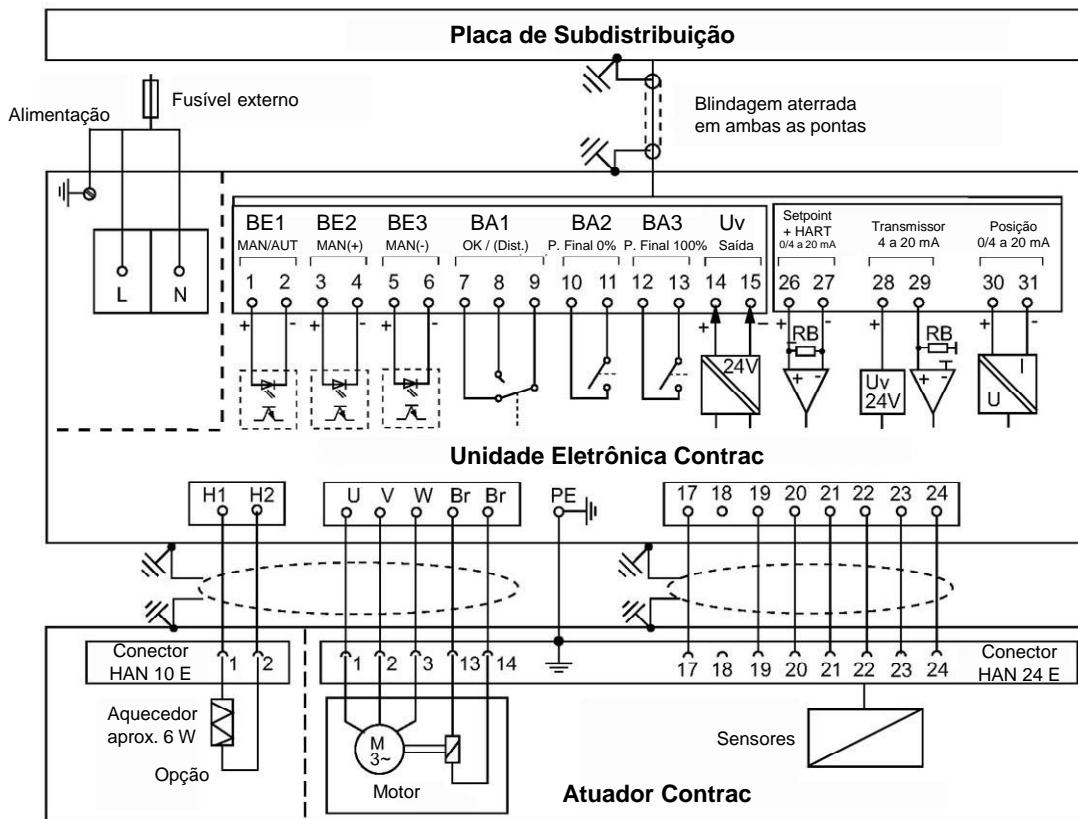 Placa de Subdistribuição
Alimentação
Fusível externo
Blindagem aterrada
em ambas as pontas
L N
BE1 BE2 BE3 BA1 BA2 BA3 Uv
MAN/AUT MAN(+) MAN(-) OK / (Dist.) P. Final 0% P. Final 100% Saída
Setpoint
+ HART
0/4 a 20 mA
Transmissor
4 a 20 mA
Posição
0/4 a 20 mA
1 2 3 4 5 6 7 8 9 10 11 12 13 14 15 26 27 28 29 30 31
+ - + - + - + - + - + + -
RB RB
24V
+ -
Uv
24V
+ -
I
U
Unidade Eletrônica Contrac
H1 H2
U V W Br Br
PE
17 18 19 20 21 22 23 24
Conector
HAN 10 E
1 2
1 2 3 13 14
17 18 19 20 21 22 23 24
Conector
HAN 24 E
Aquecedor
aprox. 6 W
Opção
M
3~
Motor
Sensores
Atuador Contrac